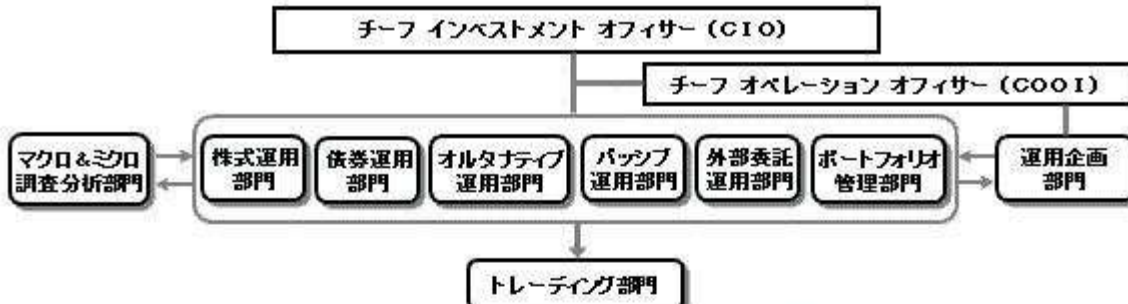 チーフ インベストメント オフィサー (CIO)
チーフ オペレーション オフィサー (COOI)
マクロ&ミクロ
調査分析部門
株式運用
部門
債券運用
部門
オルタナティブ
運用部門
パッシブ
運用部門
外部委託
運用部門
ポートフォリオ
管理部門
運用企画
部門
トレーディング部門